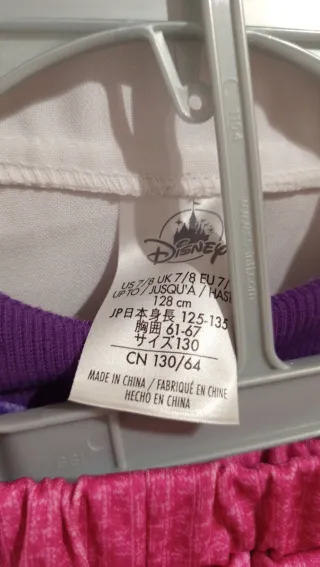 Disney
US 7/8 UK 7/8 EU 7/
UP TO / JUSQU'A / HAS
128 cm
JP日本身長 125-135
胸囲 61-67
サイズ130
CN 130/64
MADE IN CHINA / FABRIQUÉ EN CHINE
HECHO EN CHINA